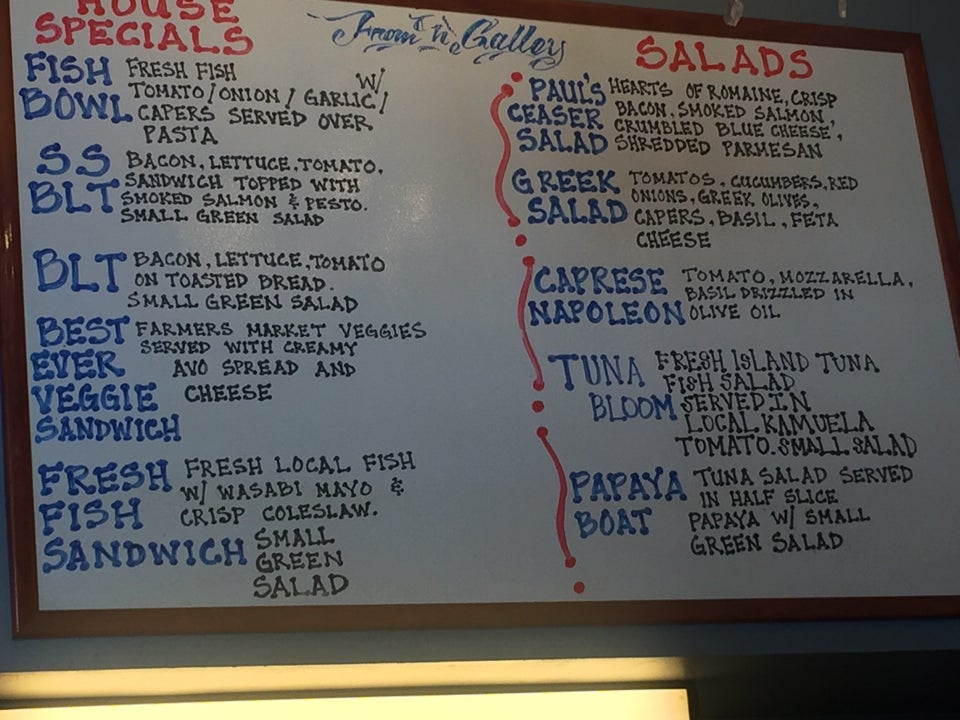 HOUSE
SPECIALS
FISH BOWL
FRESH FISH W/
TOMATO/ONION/GARLIC/
CAPERS SERVED OVER
PASTA
SS BLT
BACON, LETTUCE, TOMATO,
SANDWICH TOPPED WITH
SMOKED SALMON & PESTO.
SMALL GREEN SALAD
BLT
BACON, LETTUCE, TOMATO
ON TOASTED BREAD.
SMALL GREEN SALAD
BEST
EVER
VEGGIE
SANDWICH
FARMERS MARKET VEGGIES
SERVED WITH CREAMY
AVO SPREAD AND
CHEESE
FRESH
FISH
SANDWICH
FRESH LOCAL FISH
W/ WASABI MAYO &
CRISP COLESLAW.
SMALL
GREEN
SALAD
From Th' Galley
SALADS
PAUL'S
CEASER
SALAD
HEARTS OF ROMAINE, CRISP
BACON, SMOKED SALMON,
CRUMBLED BLUE CHEESE,
SHREDDED PARMESAN
GREEK
SALAD
TOMATOS, CUCUMBERS, RED
ONIONS, GREEK OLIVES,
CAPERS, BASIL, FETA
CHEESE
CAPRESE
NAPOLEON
TOMATO, MOZZARELLA,
BASIL DRIZZLED IN
OLIVE OIL
TUNA
BLOOM
FRESH ISLAND TUNA
FISH SALAD
SERVED IN
LOCAL KAMUELA
TOMATO. SMALL SALAD
PAPAYA
BOAT
TUNA SALAD SERVED
IN HALF SLICE
PAPAYA W/ SMALL
GREEN SALAD